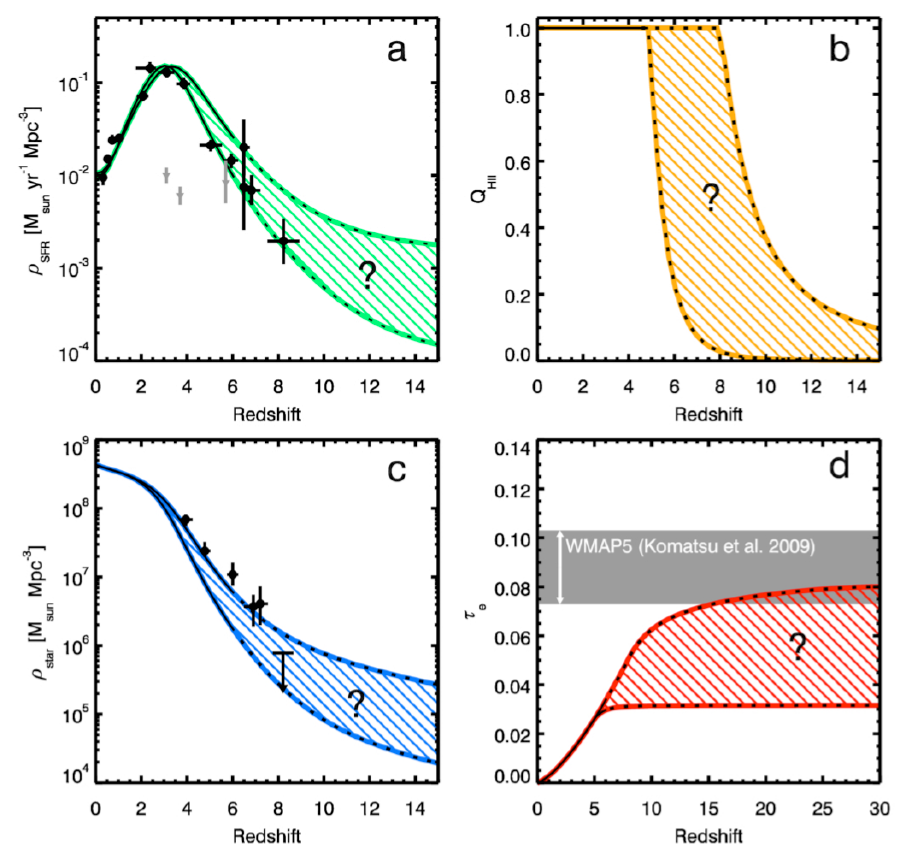 a
10⁻¹
10⁻²
10⁻³
10⁻⁴
ρSFR [Msun yr⁻¹ Mpc⁻³]
?
0 2 4 6 8 10 12 14
Redshift
b
1.0
0.8
0.6
0.4
0.2
0.0
QHII
?
0 2 4 6 8 10 12 14
Redshift
c
10⁹
10⁸
10⁷
10⁶
10⁵
10⁴
ρstar [Msun Mpc⁻³]
?
0 2 4 6 8 10 12 14
Redshift
d
0.14
0.12
0.10
0.08
0.06
0.04
0.02
0.00
τe
WMAP5 (Komatsu et al. 2009)
?
0 5 10 15 20 25 30
Redshift